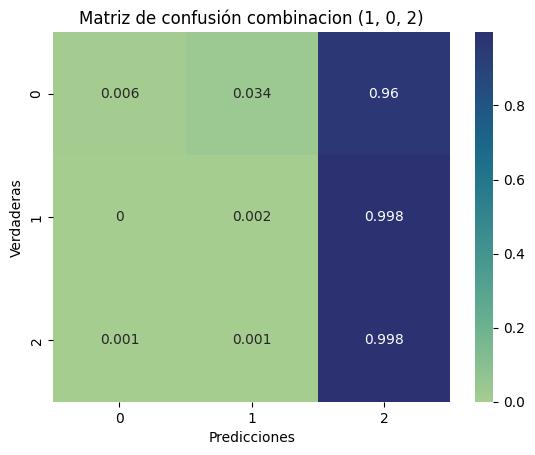 Matriz de confusión combinacion (1, 0, 2)
0 0.006 0.034 0.96
1 0 0.002 0.998
2 0.001 0.001 0.998
0 1 2
Verdaderas
Predicciones
0.8
0.6
0.4
0.2
0.0